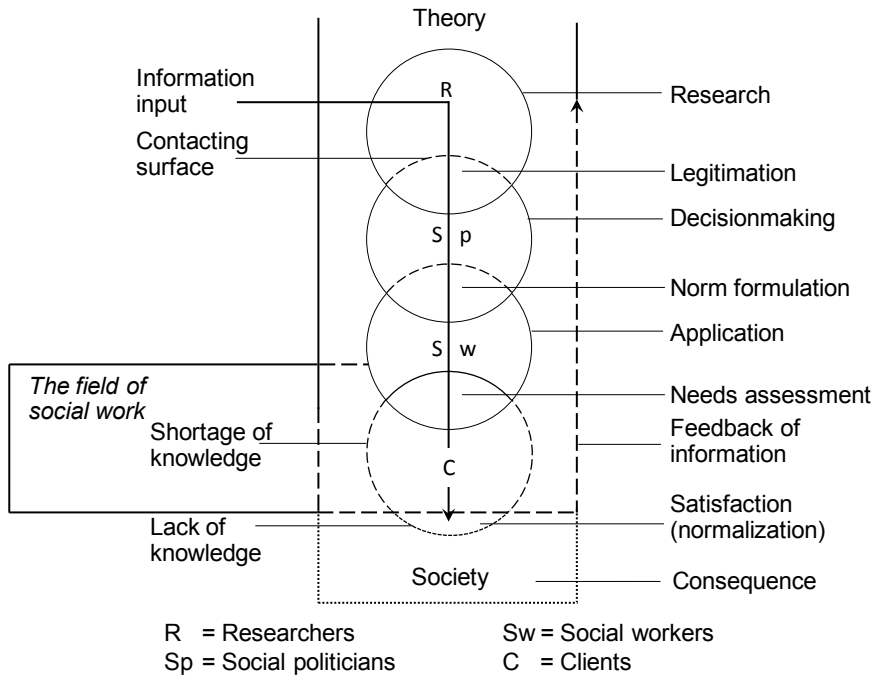 Theory
Information
input
R
Research
Contacting
surface
Legitimation
S p
Decisionmaking
Norm formulation
Application
S w
The field of
social work
Needs assessment
Shortage of
knowledge
Feedback of
information
C
Satisfaction
(normalization)
Lack of
knowledge
Society
Consequence
R = Researchers
Sw = Social workers
Sp = Social politicians
C = Clients